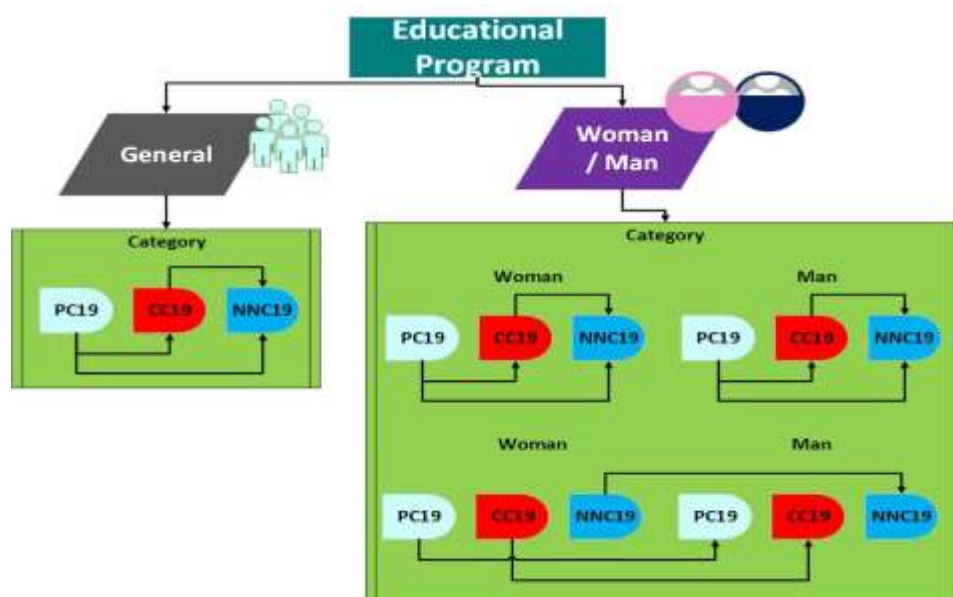 Educational
Program
General
Woman
/ Man
Category
PC19
CC19
NNC19
Category
Woman
Man
PC19
CC19
NNC19
PC19
CC19
NNC19
Woman
Man
PC19
CC19
NNC19
PC19
CC19
NNC19